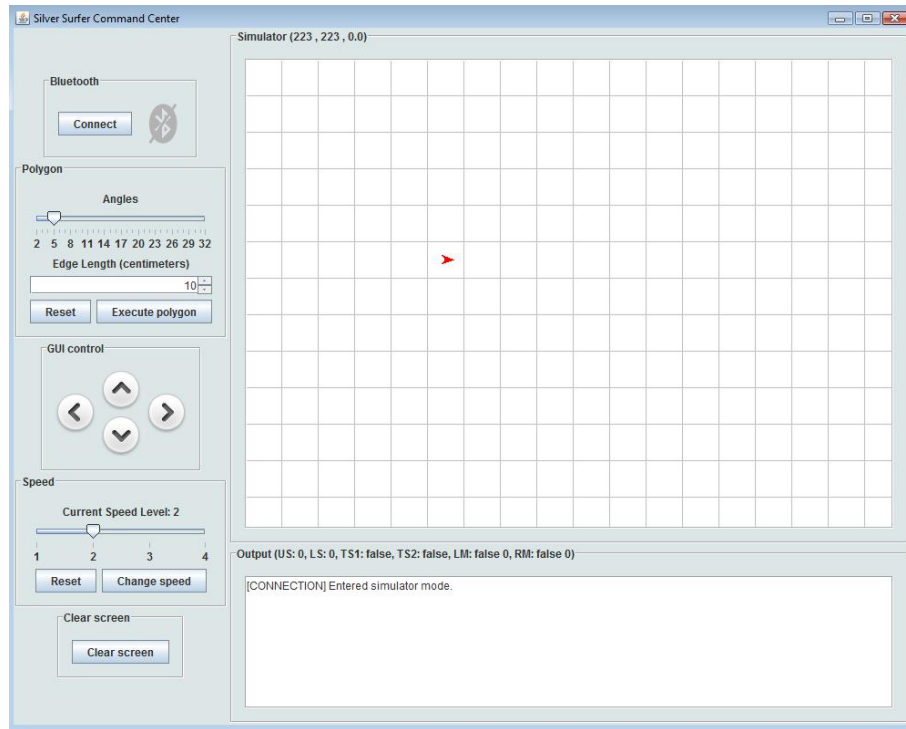 Silver Surfer Command Center
Bluetooth
Connect
Polygon
Angles
2 5 8 11 14 17 20 23 26 29 32
Edge Length (centimeters)
10
Reset Execute polygon
GUI control
Speed
Current Speed Level: 2
1 2 3 4
Reset Change speed
Clear screen
Clear screen
Simulator (223 , 223 , 0.0)
Output (US: 0, LS: 0, TS1: false, TS2: false, LM: false 0, RM: false 0)
[CONNECTION] Entered simulator mode.